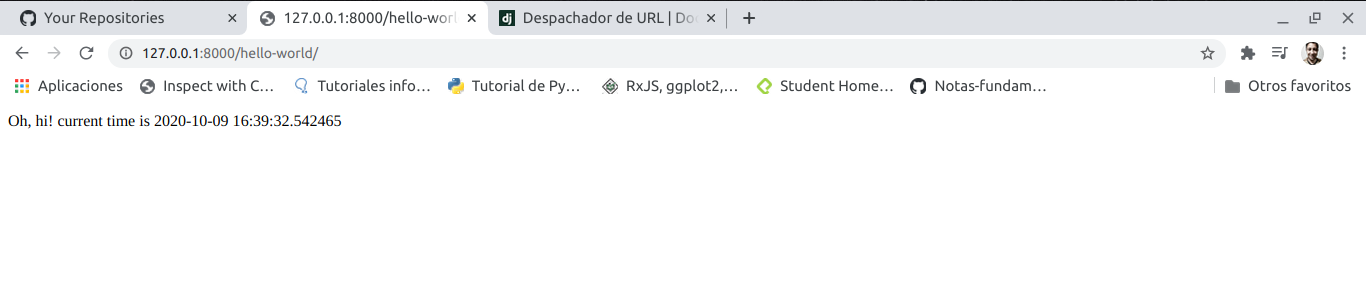 Your Repositories
127.0.0.1:8000/hello-worl
Despachador de URL | Doc
127.0.0.1:8000/hello-world/
Aplicaciones
Inspect with C...
Tutoriales info...
Tutorial de Py...
RxJS, ggplot2,...
Student Home...
Notas-fundam...
Otros favoritos
Oh, hi! current time is 2020-10-09 16:39:32.542465